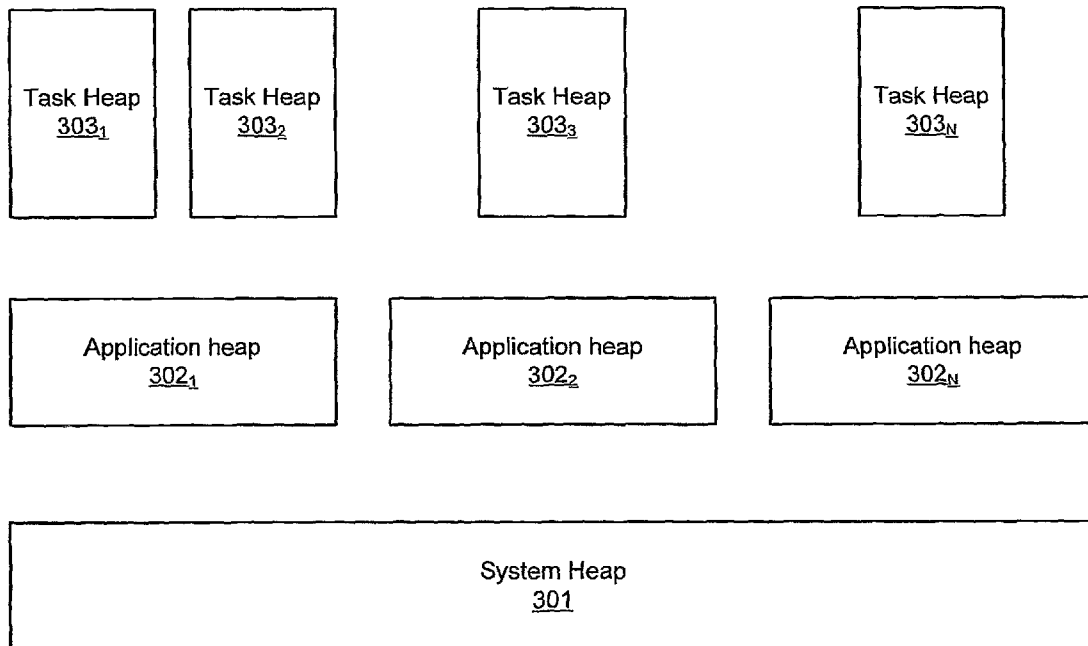 Task Heap
303₁
Task Heap
303₂
Task Heap
303₃
Task Heap
303N
Application heap
302₁
Application heap
302₂
Application heap
302N
System Heap
301